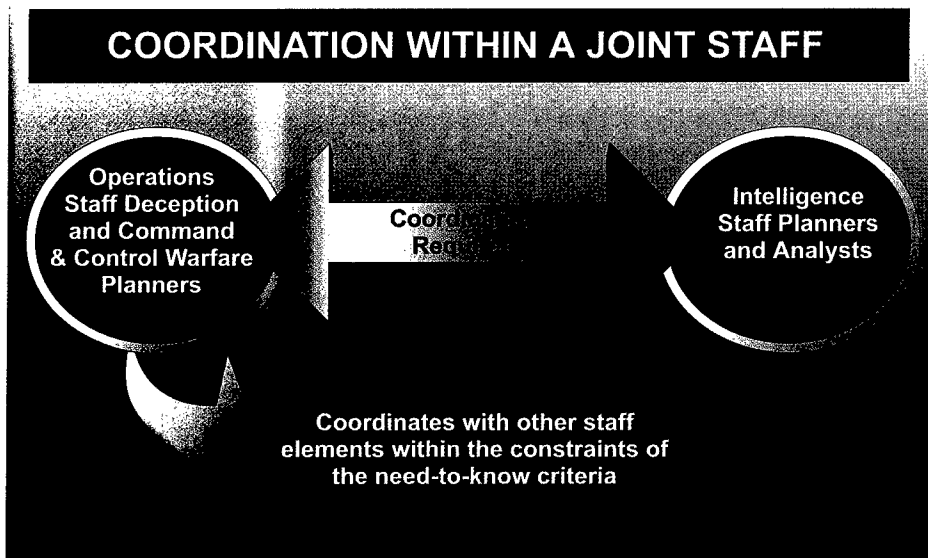 COORDINATION WITHIN A JOINT STAFF
Operations
Staff Deception
and Command
& Control Warfare
Planners
Intelligence
Staff Planners
and Analysts
Coordinates with other staff
elements within the constraints of
the need-to-know criteria